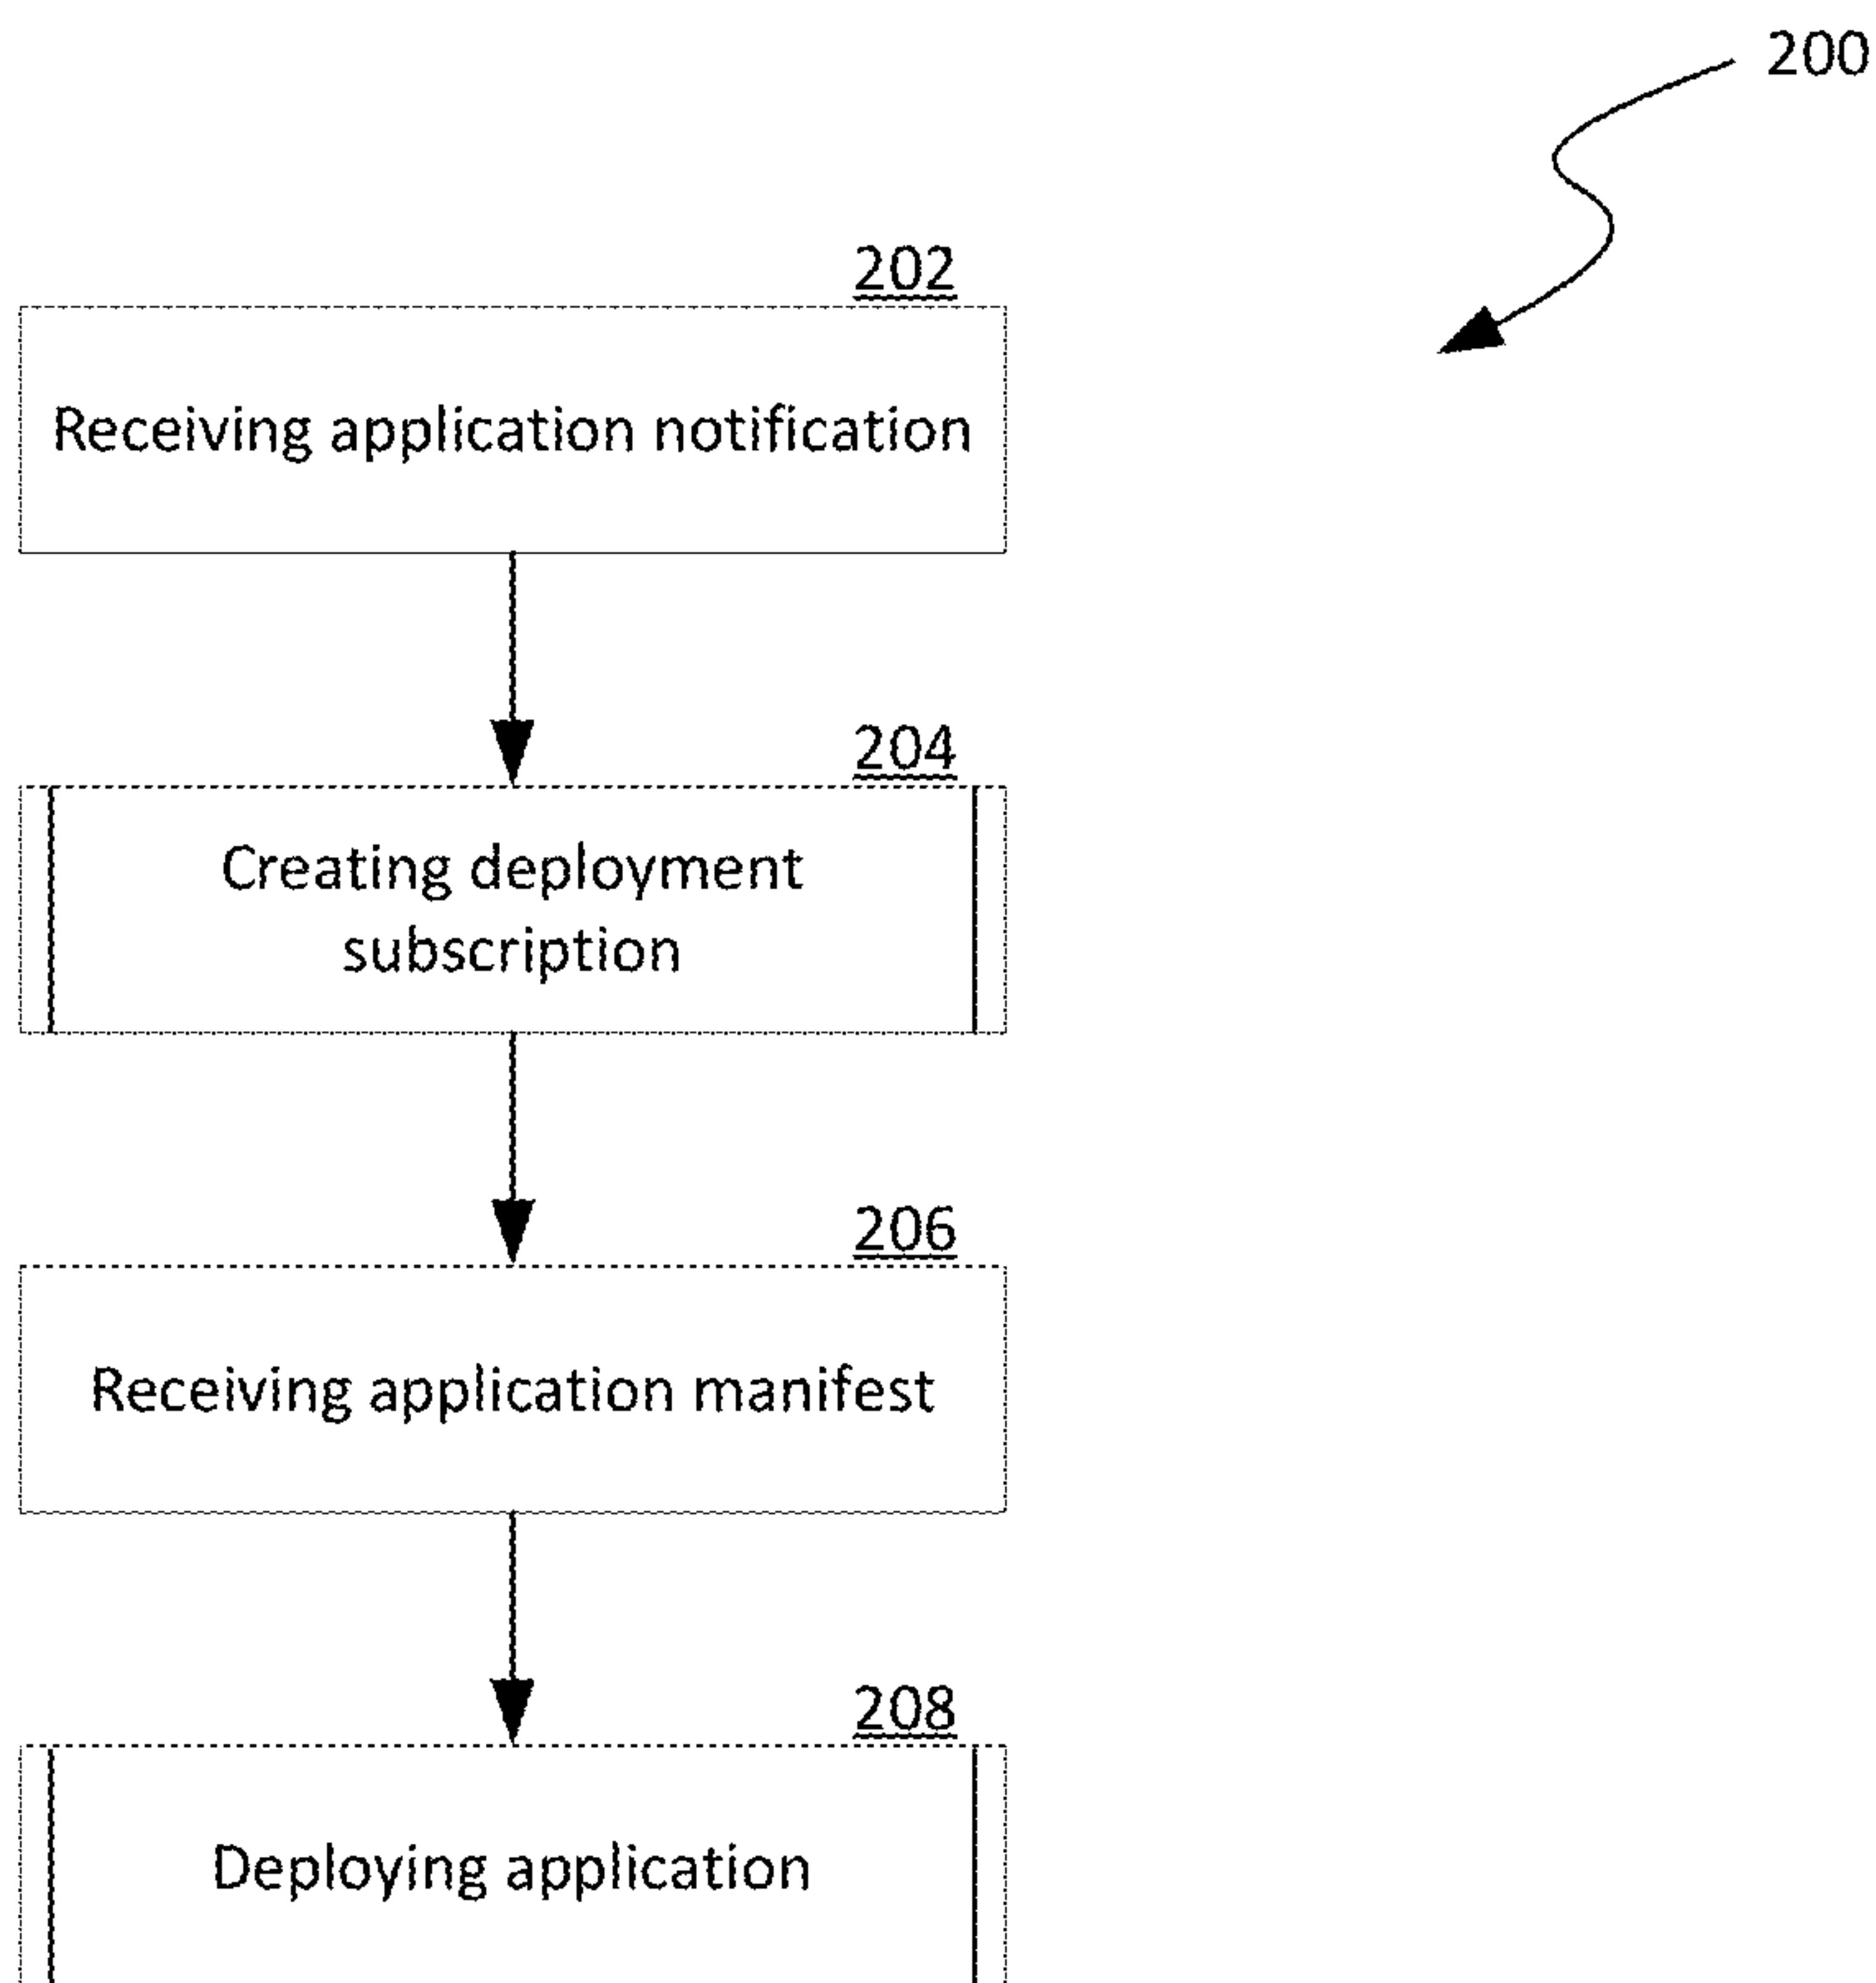 200
202
Receiving application notification
204
Creating deployment
subscription
206
Receiving application manifest
208
Deploying application